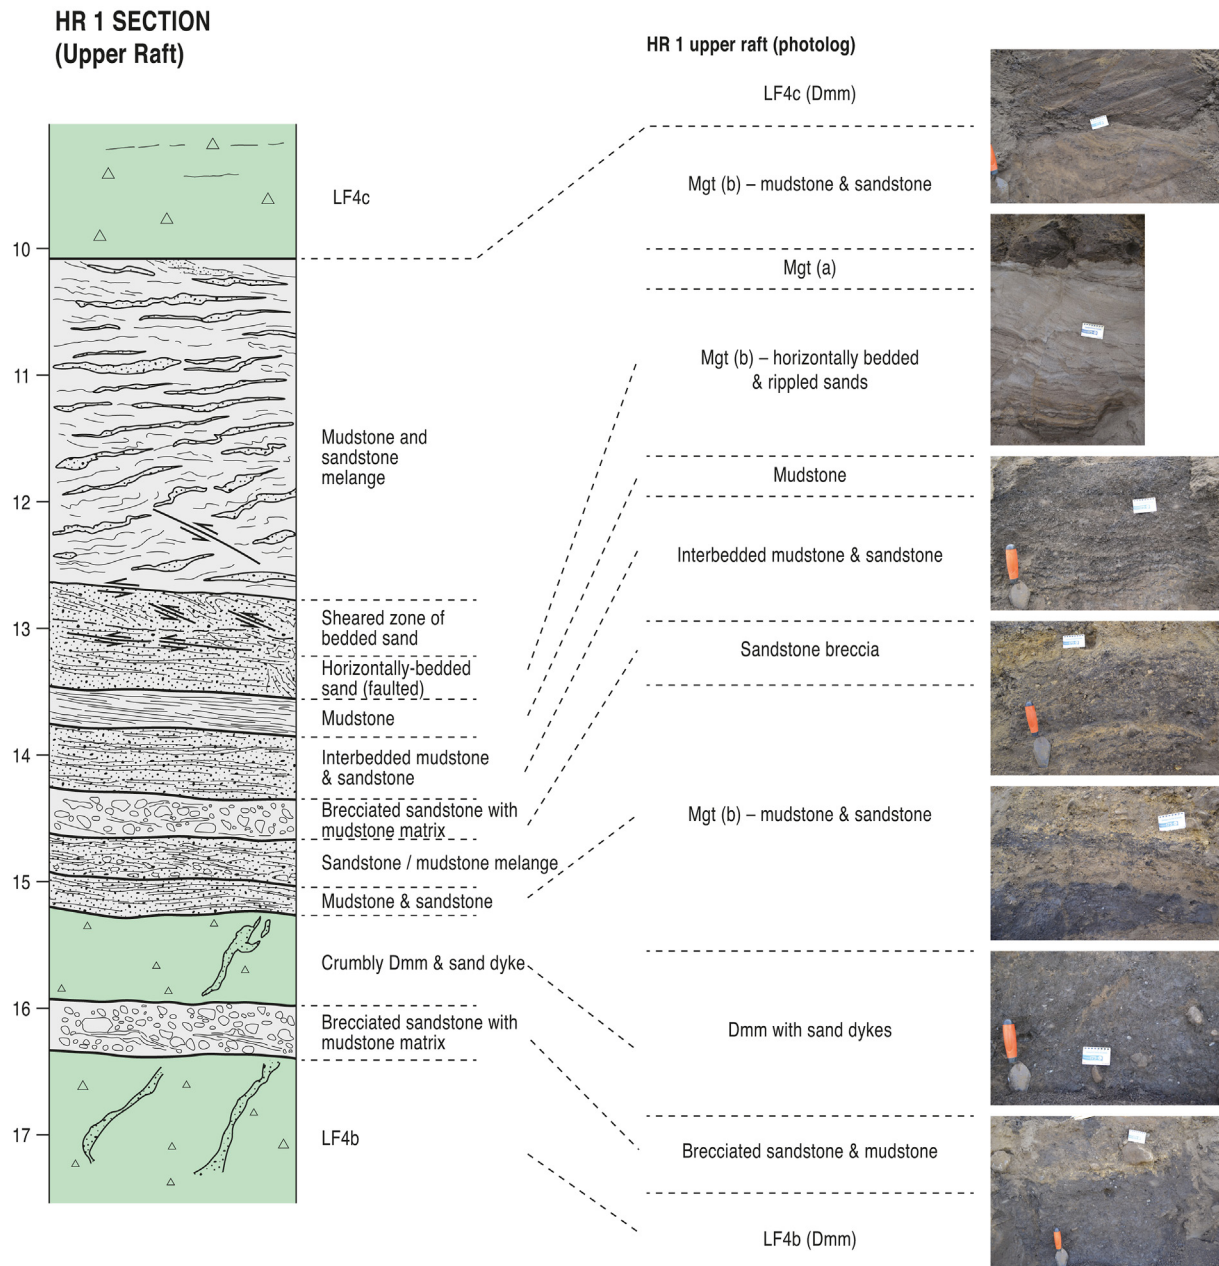 HR 1 SECTION
(Upper Raft)
10
11
12
13
14
15
16
17
LF4c
Mudstone and
sandstone
melange
Sheared zone of
bedded sand
Horizontally-bedded
sand (faulted)
Mudstone
Interbedded mudstone
& sandstone
Brecciated sandstone with
mudstone matrix
Sandstone / mudstone melange
Mudstone & sandstone
Crumbly Dmm & sand dyke
Brecciated sandstone with
mudstone matrix
LF4b
HR 1 upper raft (photolog)
LF4c (Dmm)
Mgt (b) – mudstone & sandstone
Mgt (a)
Mgt (b) – horizontally bedded
& rippled sands
Mudstone
Interbedded mudstone & sandstone
Sandstone breccia
Mgt (b) – mudstone & sandstone
Dmm with sand dykes
Brecciated sandstone & mudstone
LF4b (Dmm)